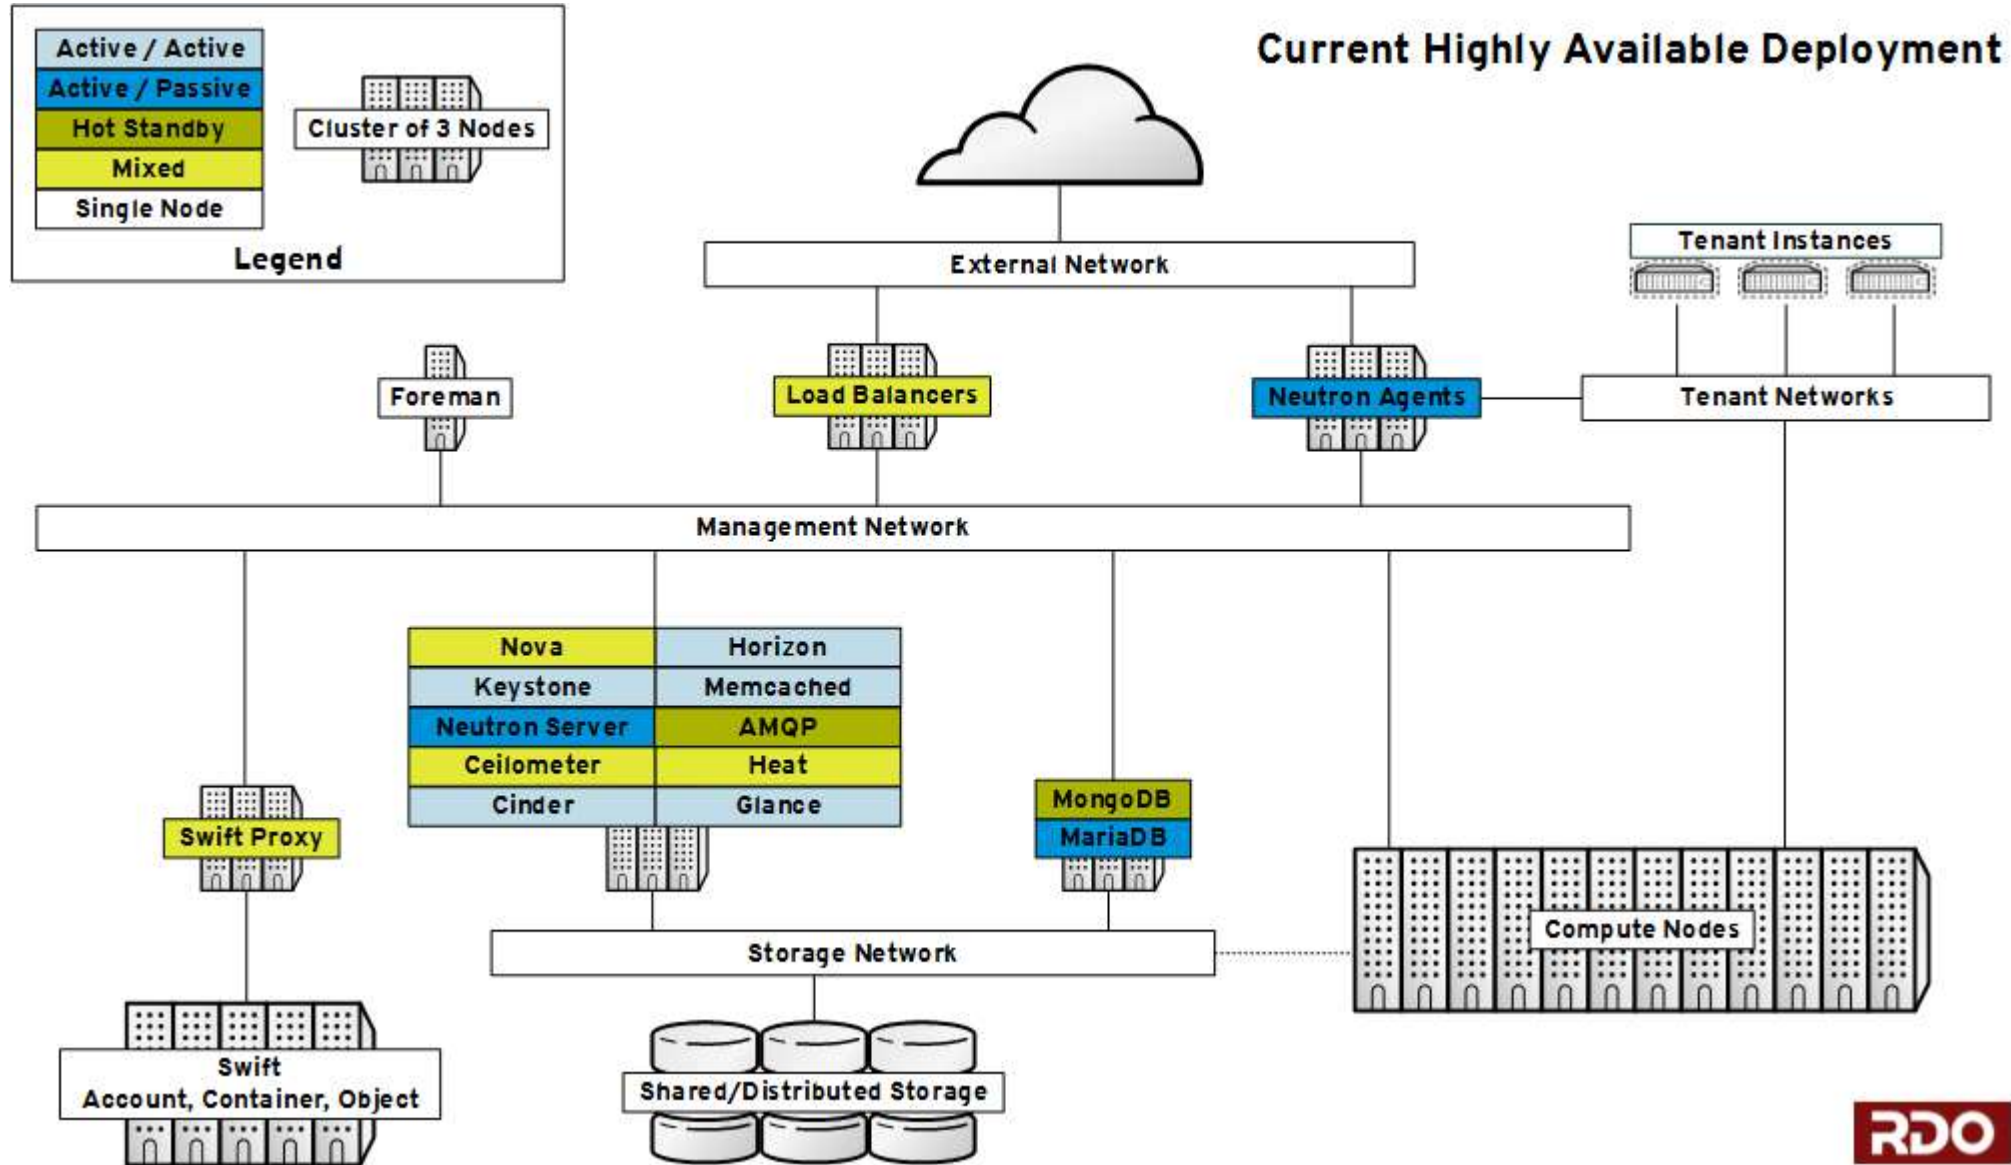 Current Highly Available Deployment
Active / Active
Active / Passive
Hot Standby
Mixed
Single Node
Cluster of 3 Nodes
Legend
External Network
Tenant Instances
Foreman
Load Balancers
Neutron Agents
Tenant Networks
Management Network
Nova
Horizon
Keystone
Memcached
Neutron Server
AMQP
Ceilometer
Heat
Cinder
Glance
MongoDB
MariaDB
Swift Proxy
Compute Nodes
Storage Network
Swift
Account, Container, Object
Shared/Distributed Storage
RDO